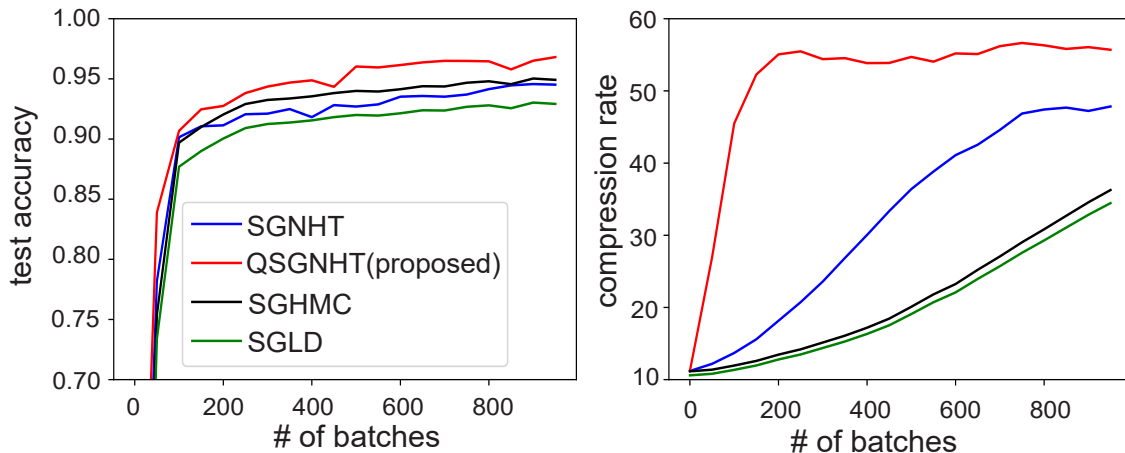 test accuracy
1.00
0.95
0.90
0.85
0.80
0.75
0.70
SGNHT
QSGNHT(proposed)
SGHMC
SGLD
0 200 400 600 800
# of batches
compression rate
60
50
40
30
20
10
0 200 400 600 800
# of batches